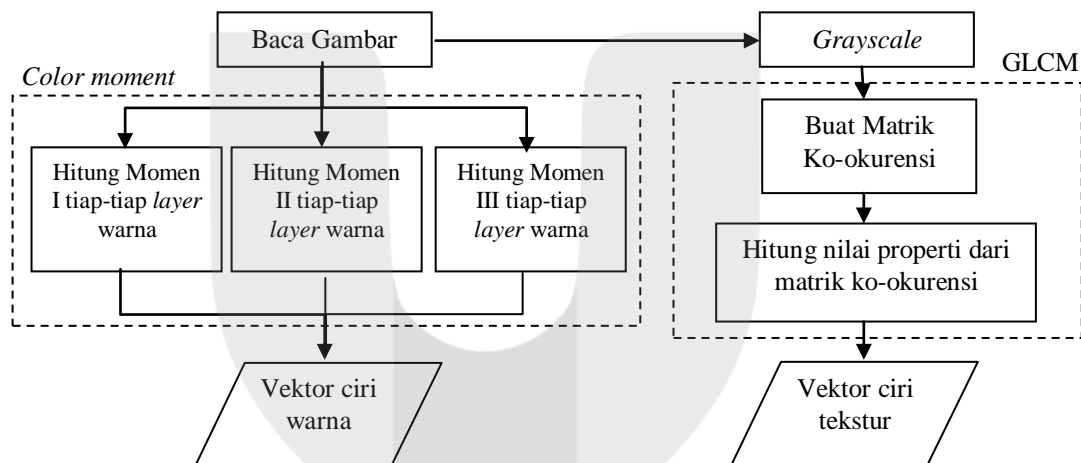 Baca Gambar
Grayscale
Color moment
GLCM
Hitung Momen
I tiap-tiap layer
warna
Hitung Momen
II tiap-tiap
layer warna
Hitung Momen
III tiap-tiap
layer warna
Buat Matrik
Ko-okurensi
Hitung nilai properti dari
matrik ko-okurensi
Vektor ciri
warna
Vektor ciri
tekstur